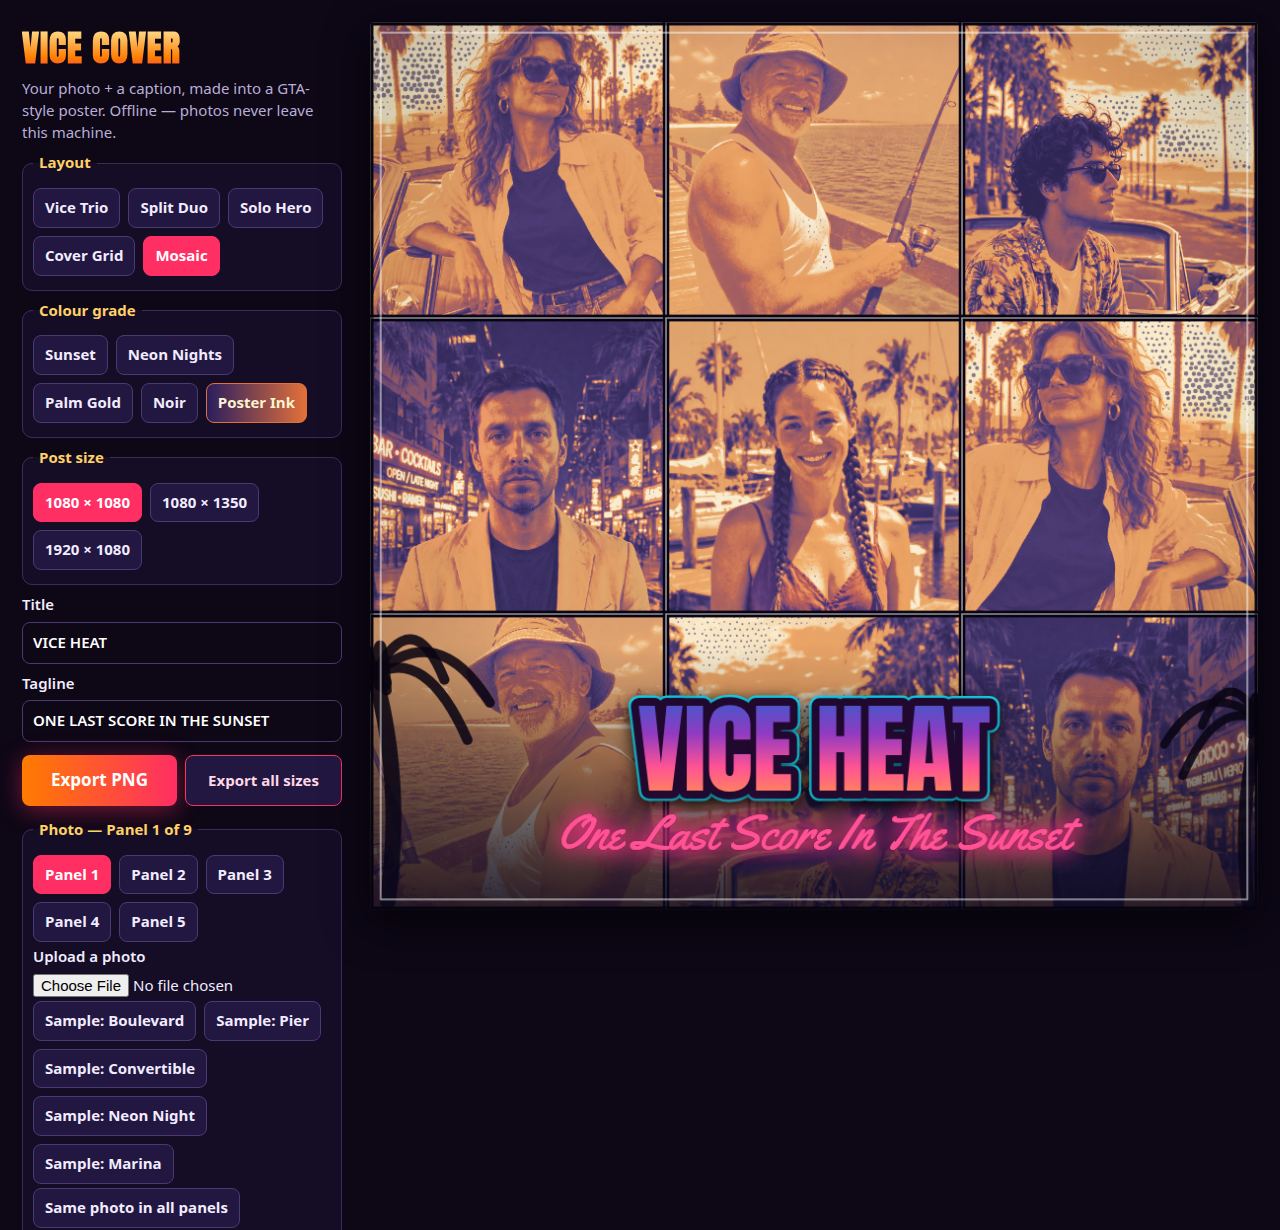 VICE COVER
Your photo + a caption, made into a GTA-
style poster. Offline — photos never leave
this machine.
Layout
Vice Trio
Split Duo
Solo Hero
Cover Grid
Mosaic
Colour grade
Sunset
Neon Nights
Palm Gold
Noir
Poster Ink
Post size
1080 × 1080
1080 × 1350
1920 × 1080
Title
VICE HEAT
Tagline
ONE LAST SCORE IN THE SUNSET
Export PNG
Export all sizes
Photo — Panel 1 of 9
Panel 1
Panel 2
Panel 3
Panel 4
Panel 5
Upload a photo
Choose File No file chosen
Sample: Boulevard
Sample: Pier
Sample: Convertible
Sample: Neon Night
Sample: Marina
Same photo in all panels
BAR • COCKTAILS
OPEN / LATE NIGHT
SUSHI • RAMEN
VICE HEAT
One Last Score In The Sunset